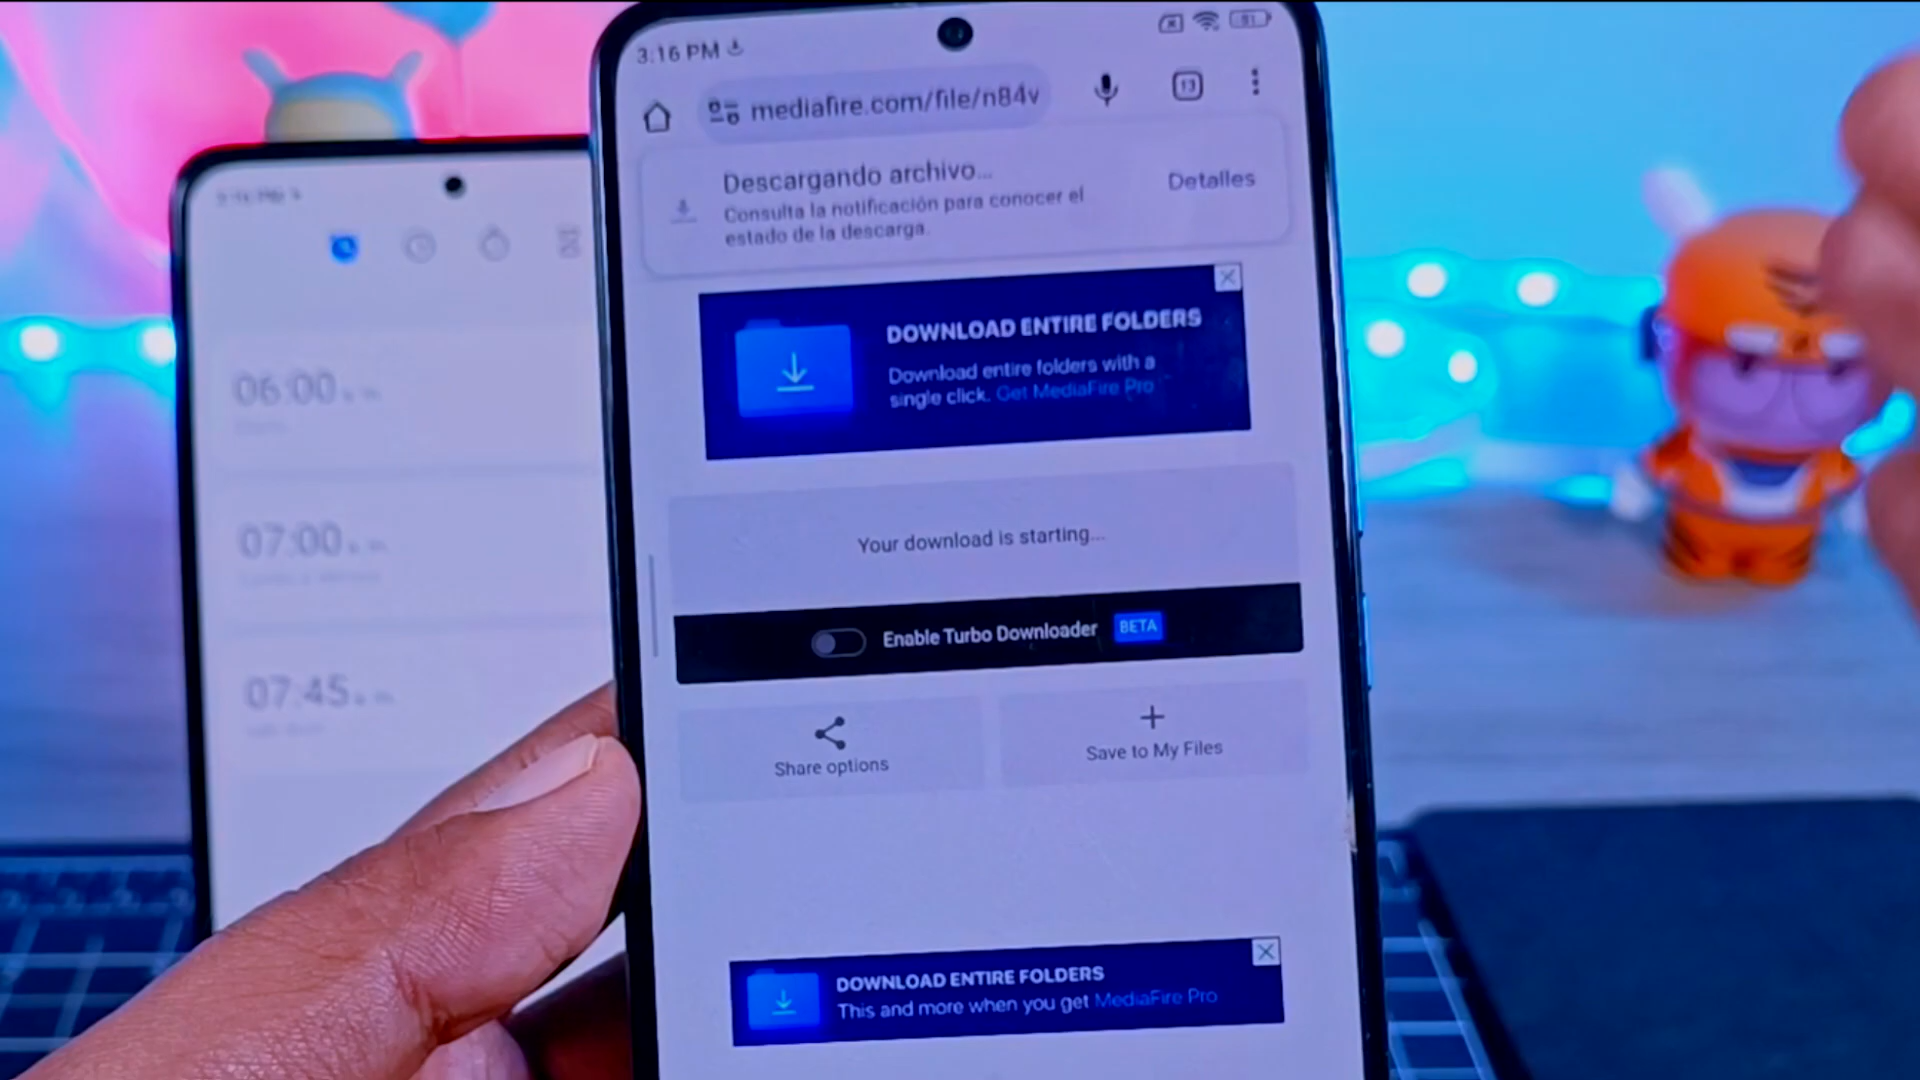 3:16 PM
51
mediafire.com/file/n84v
13
Descargando archivo...
Consulta la notificación para conocer el
estado de la descarga.
Detalles
DOWNLOAD ENTIRE FOLDERS
Download entire folders with a
single click. Get MediaFire Pro
Your download is starting...
Enable Turbo Downloader BETA
Share options
Save to My Files
DOWNLOAD ENTIRE FOLDERS
This and more when you get MediaFire Pro
06:00
07:00
07:45